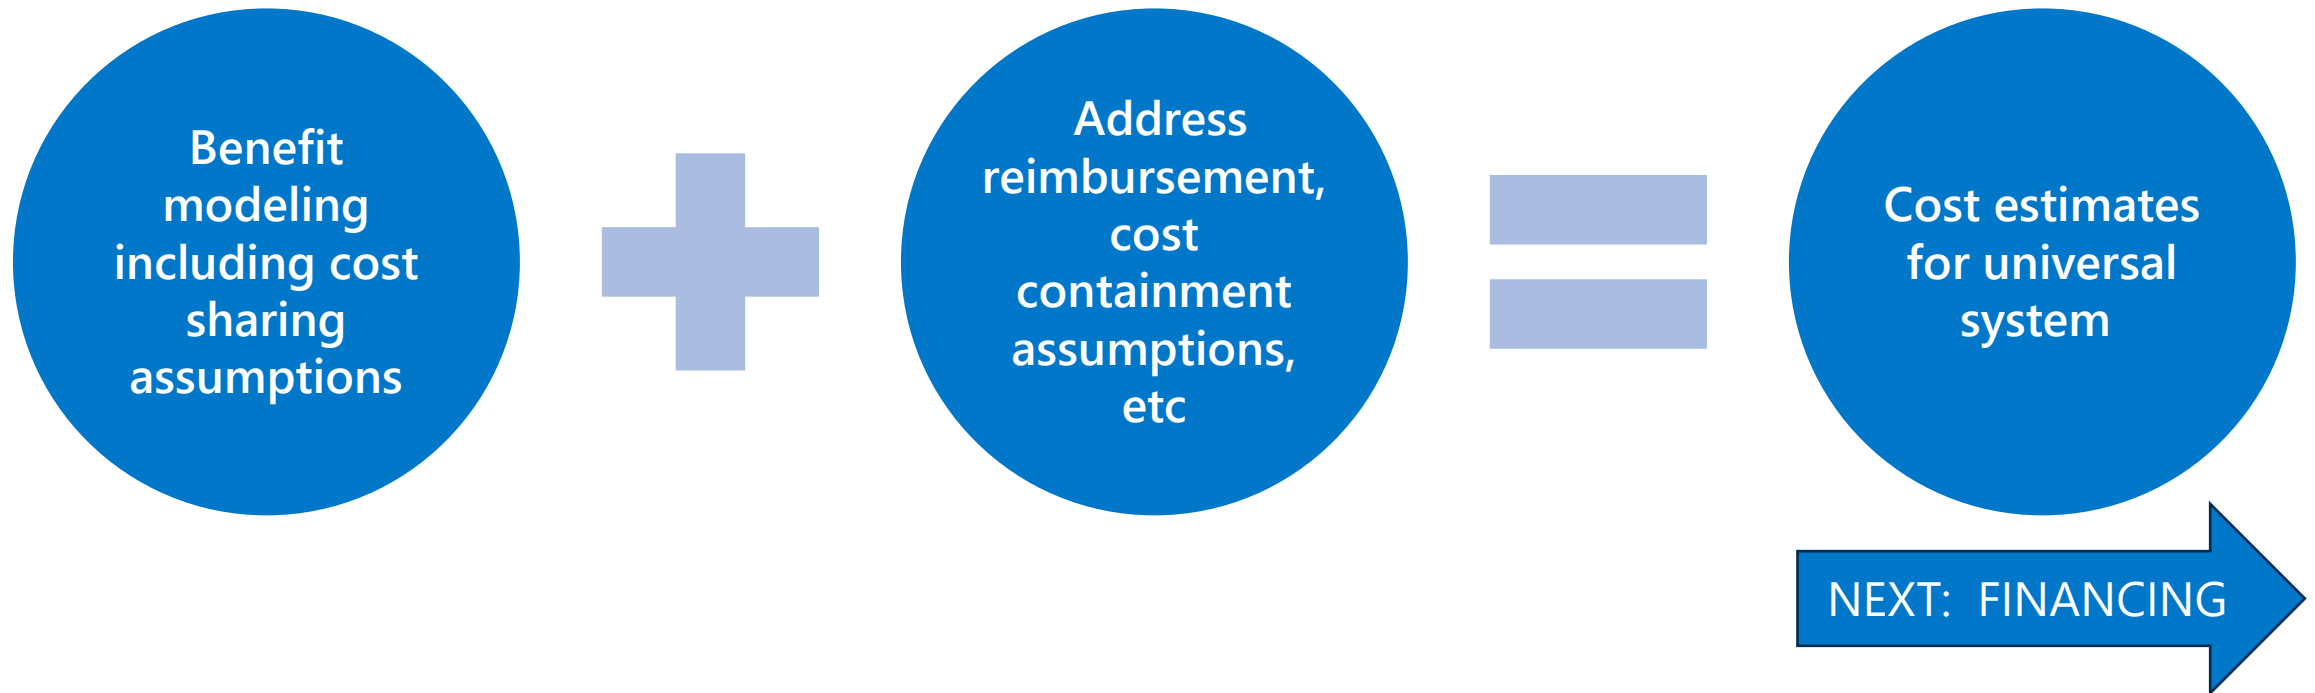 Benefit
modeling
including cost
sharing
assumptions
Address
reimbursement,
cost
containment
assumptions,
etc
Cost estimates
for universal
system
NEXT: FINANCING